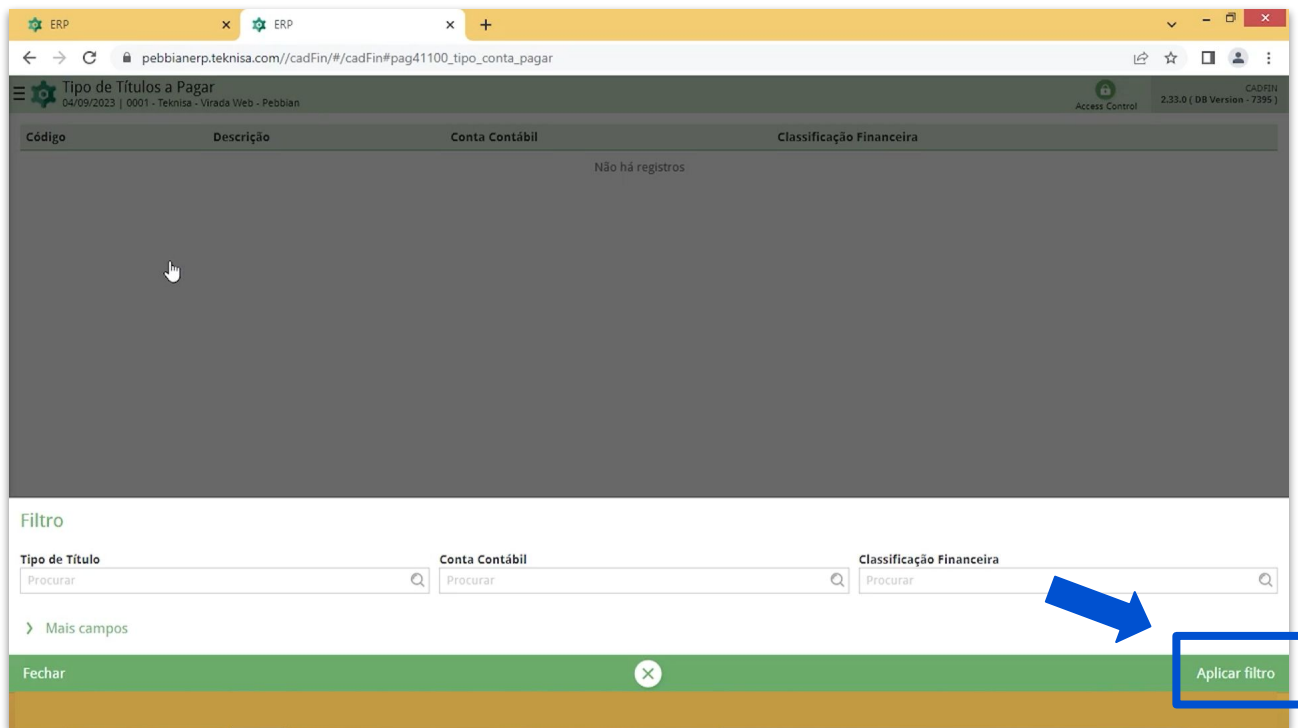 ERP
ERP
pebbianerp.teknisa.com//cadFin/#/cadFin#pag41100_tipo_conta_pagar
Tipo de Títulos a Pagar
04/09/2023 | 0001 - Teknisa - Virada Web - Pebbian
Access Control
CADFIN
2.33.0 ( DB Version - 7395 )
Código Descrição Conta Contábil Classificação Financeira
Não há registros
Filtro
Tipo de Título Conta Contábil Classificação Financeira
Procurar Procurar Procurar
Mais campos
Fechar Aplicar filtro